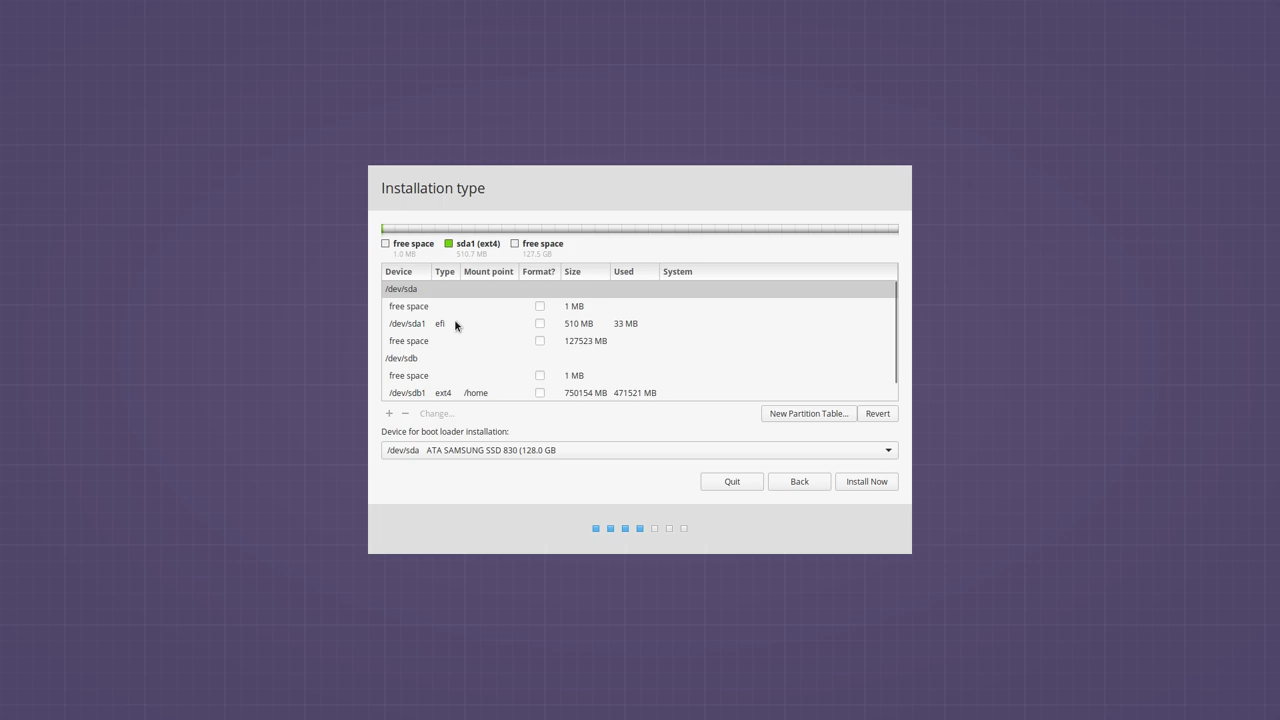 Installation type
free space sda1 (ext4) free space
1.0 MB 510.7 MB 127.5 GB
Device Type Mount point Format? Size Used System
/dev/sda
free space 1 MB
/dev/sda1 efi 510 MB 33 MB
free space 127523 MB
/dev/sdb
free space 1 MB
/dev/sdb1 ext4 /home 750154 MB 471521 MB
+ − Change... New Partition Table... Revert
Device for boot loader installation:
/dev/sda ATA SAMSUNG SSD 830 (128.0 GB
Quit Back Install Now